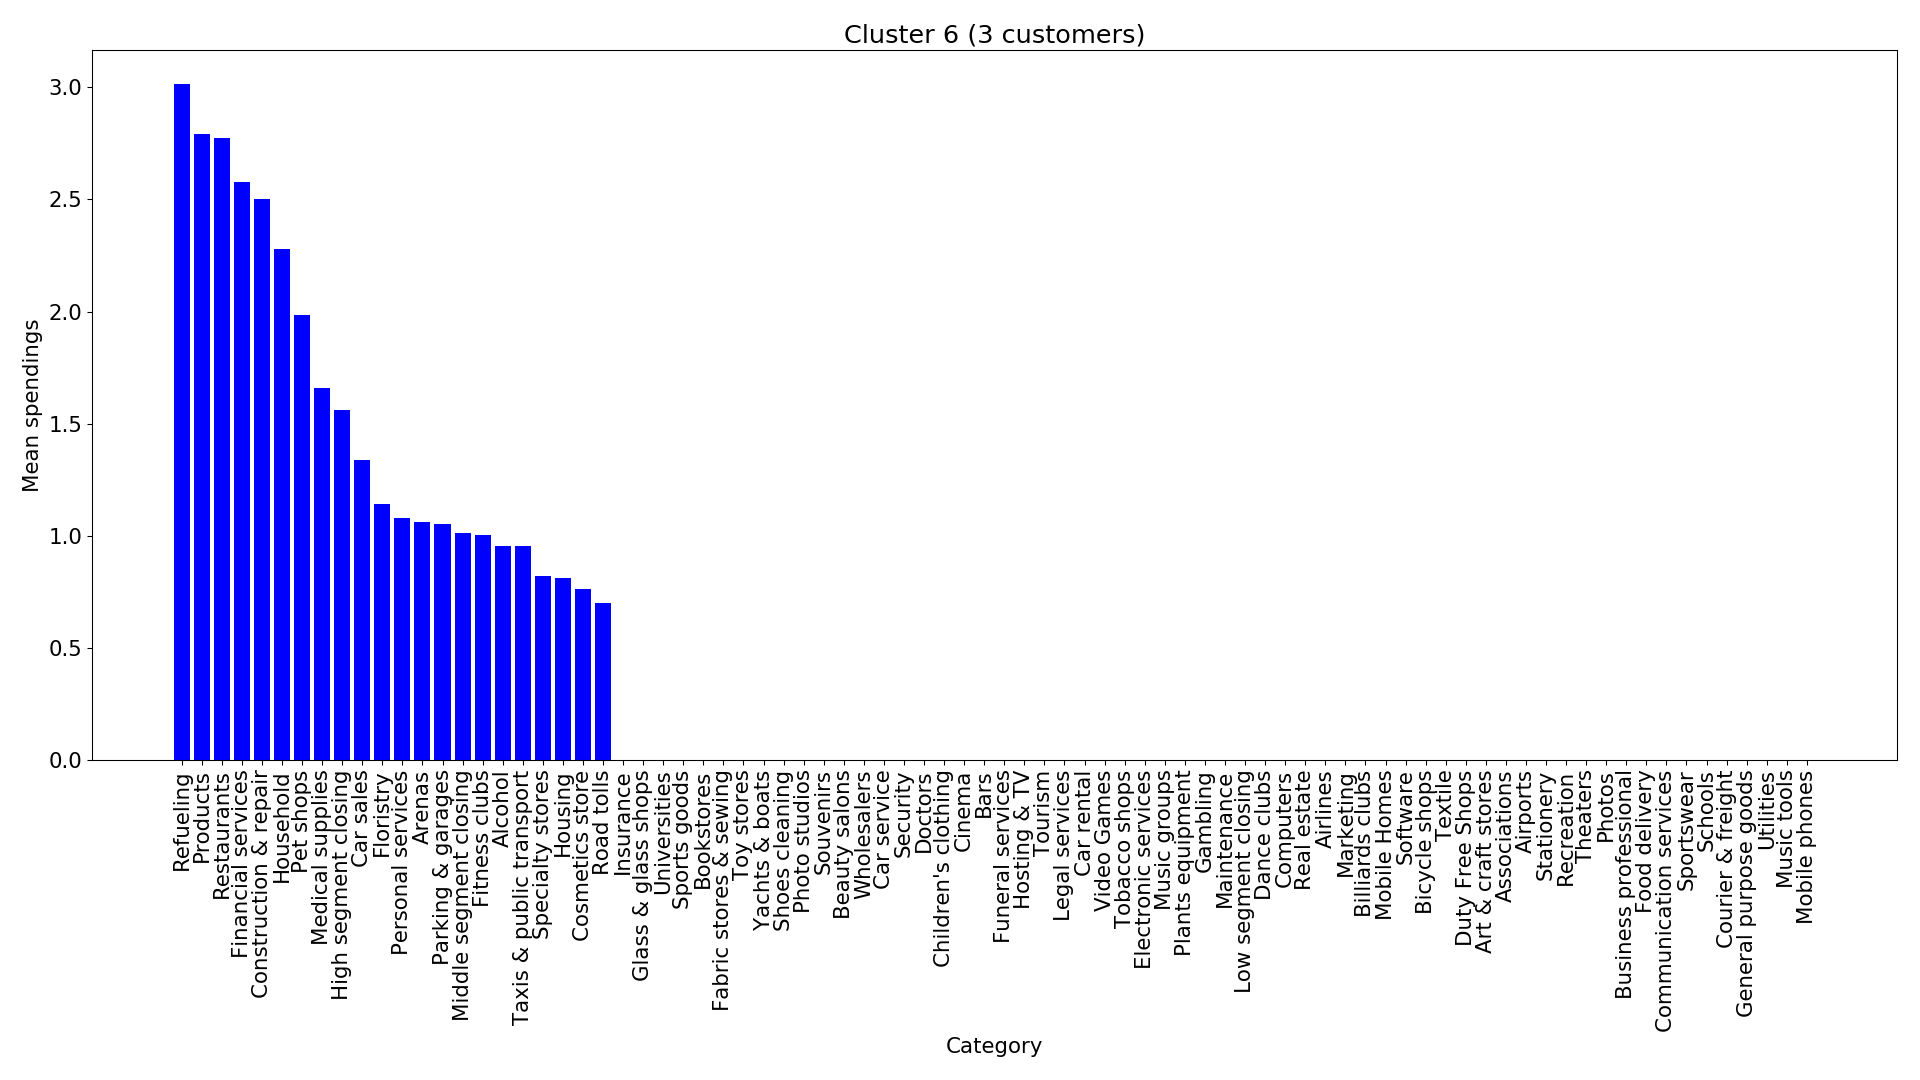 Cluster 6 (3 customers)
Mean spendings
3.0
2.5
2.0
1.5
1.0
0.5
0.0
Refueling
Products
Restaurants
Financial services
Construction & repair
Household
Pet shops
Medical supplies
High segment closing
Car sales
Floristry
Personal services
Arenas
Parking & garages
Middle segment closing
Fitness clubs
Alcohol
Taxis & public transport
Specialty stores
Housing
Cosmetics store
Road tolls
Insurance
Glass & glass shops
Universities
Sports goods
Bookstores
Fabric stores & sewing
Toy stores
Yachts & boats
Shoes cleaning
Photo studios
Souvenirs
Beauty salons
Wholesalers
Car service
Security
Doctors
Children's clothing
Cinema
Bars
Funeral services
Hosting & TV
Tourism
Legal services
Car rental
Video Games
Tobacco shops
Electronic services
Music groups
Plants equipment
Gambling
Maintenance
Low segment closing
Dance clubs
Computers
Real estate
Airlines
Marketing
Billiards clubs
Mobile Homes
Software
Bicycle shops
Textile
Duty Free Shops
Art & craft stores
Associations
Airports
Stationery
Recreation
Theaters
Photos
Business professional
Food delivery
Communication services
Sportswear
Schools
Courier & freight
General purpose goods
Utilities
Music tools
Mobile phones
Category